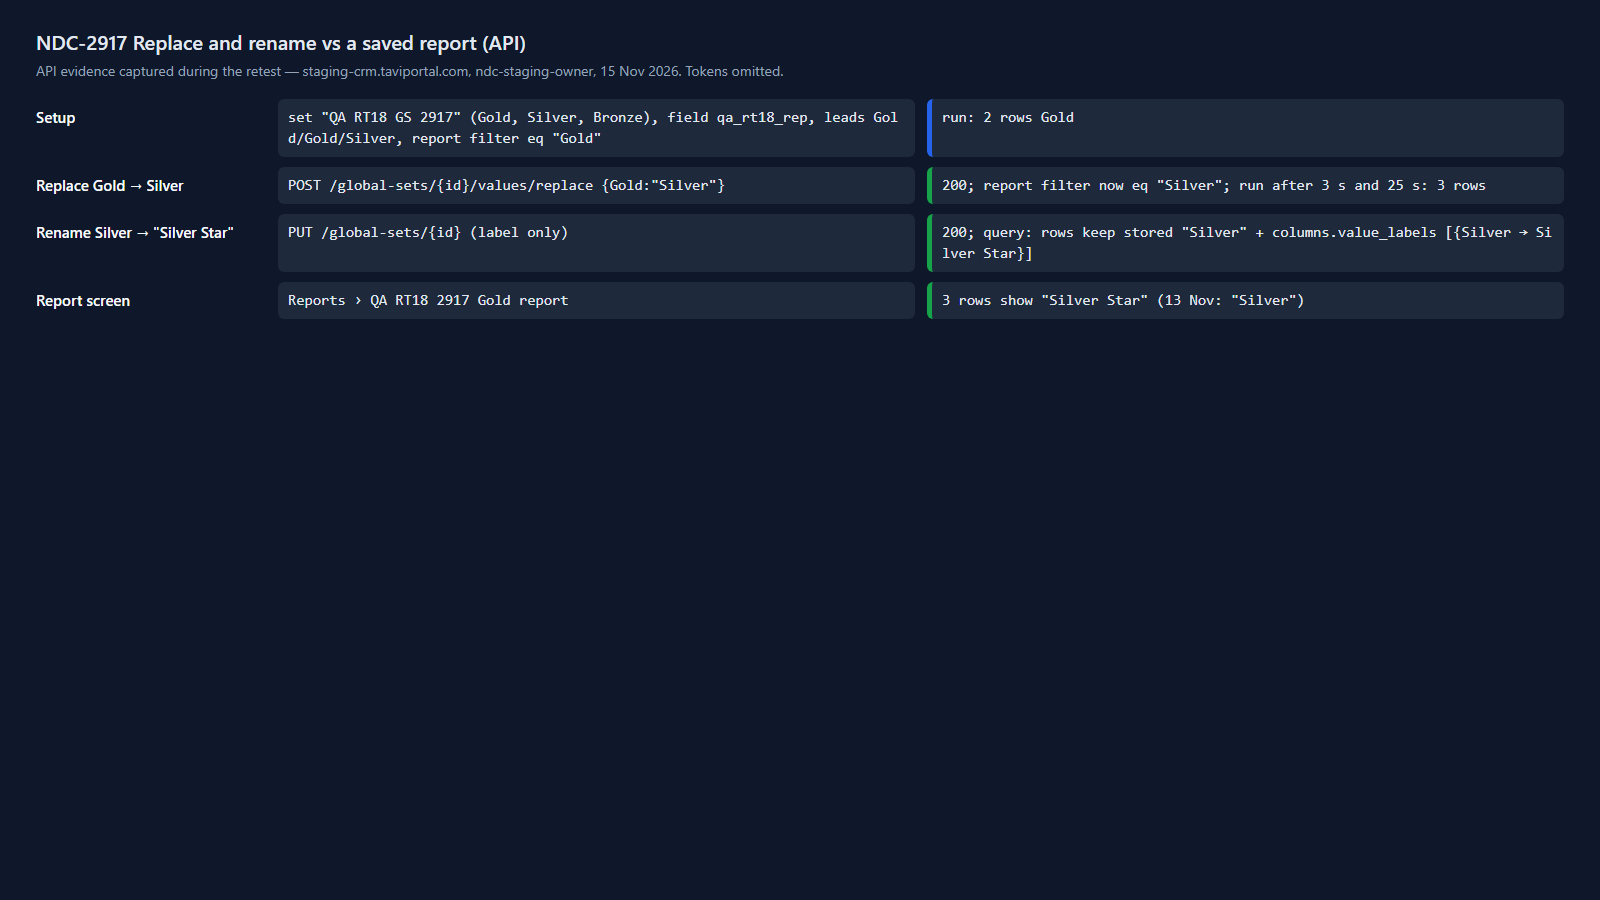 NDC-2917 Replace and rename vs a saved report (API)
API evidence captured during the retest — staging-crm.taviportal.com, ndc-staging-owner, 15 Nov 2026. Tokens omitted.
Setup
set "QA RT18 GS 2917" (Gold, Silver, Bronze), field qa_rt18_rep, leads Gol
d/Gold/Silver, report filter eq "Gold"
run: 2 rows Gold
Replace Gold → Silver
POST /global-sets/{id}/values/replace {Gold:"Silver"}
200; report filter now eq "Silver"; run after 3 s and 25 s: 3 rows
Rename Silver → "Silver Star"
PUT /global-sets/{id} (label only)
200; query: rows keep stored "Silver" + columns.value_labels [{Silver → Si
lver Star}]
Report screen
Reports › QA RT18 2917 Gold report
3 rows show "Silver Star" (13 Nov: "Silver")